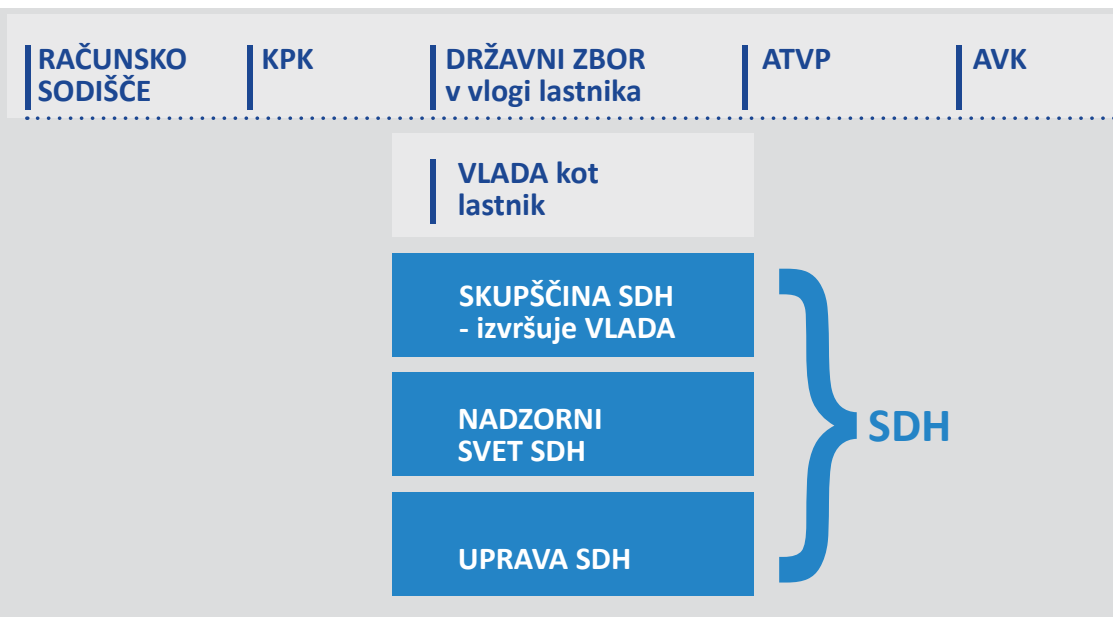 RAČUNSKO
SODIŠČE
KPK
DRŽAVNI ZBOR
v vlogi lastnika
ATVP
AVK
VLADA kot
lastnik
SKUPŠČINA SDH
- izvršuje VLADA
NADZORNI
SVET SDH
UPRAVA SDH
SDH